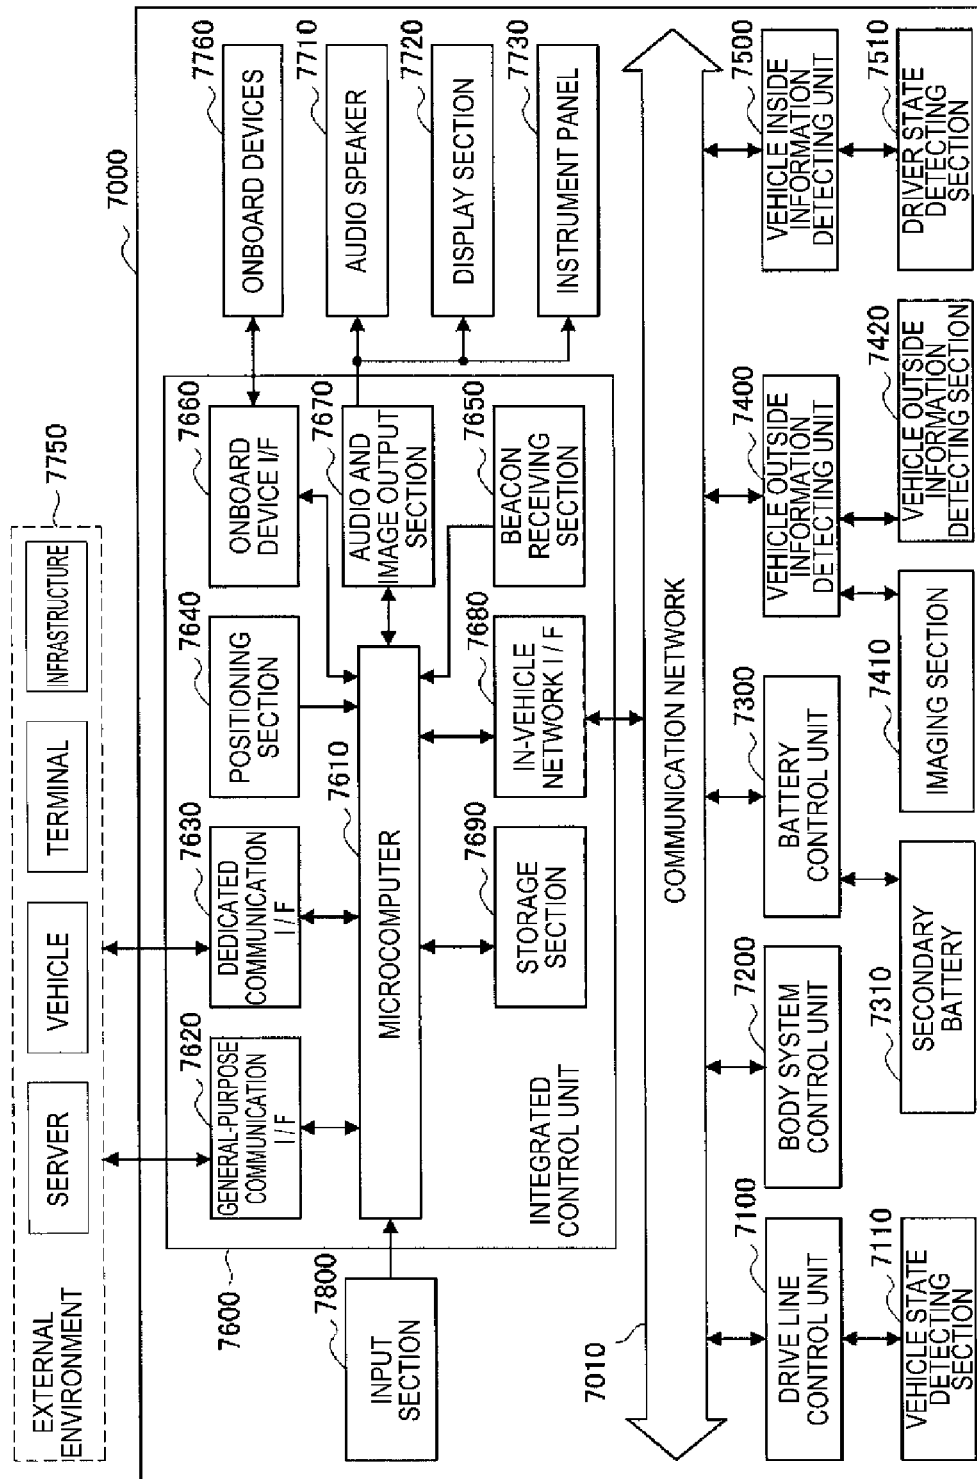 7000
EXTERNAL
ENVIRONMENT
SERVER
VEHICLE
TERMINAL
INFRASTRUCTURE
7750
7600
7620
GENERAL-PURPOSE
COMMUNICATION
I/F
7630
DEDICATED
COMMUNICATION
I/F
7640
POSITIONING
SECTION
7660
ONBOARD
DEVICE I/F
7760
ONBOARD DEVICES
7670
AUDIO AND
IMAGE OUTPUT
SECTION
7710
AUDIO SPEAKER
7720
DISPLAY SECTION
7730
INSTRUMENT PANEL
7800
INPUT
SECTION
7610
MICROCOMPUTER
7650
BEACON
RECEIVING
SECTION
7680
IN-VEHICLE
NETWORK I/F
7690
STORAGE
SECTION
INTEGRATED
CONTROL UNIT
7010
COMMUNICATION NETWORK
7100
DRIVE LINE
CONTROL UNIT
7200
BODY SYSTEM
CONTROL UNIT
7300
BATTERY
CONTROL UNIT
7400
VEHICLE OUTSIDE
INFORMATION
DETECTING UNIT
7500
VEHICLE INSIDE
INFORMATION
DETECTING UNIT
7110
VEHICLE STATE
DETECTING
SECTION
7310
SECONDARY
BATTERY
7410
IMAGING SECTION
7420
VEHICLE OUTSIDE
INFORMATION
DETECTING SECTION
7510
DRIVER STATE
DETECTING
SECTION